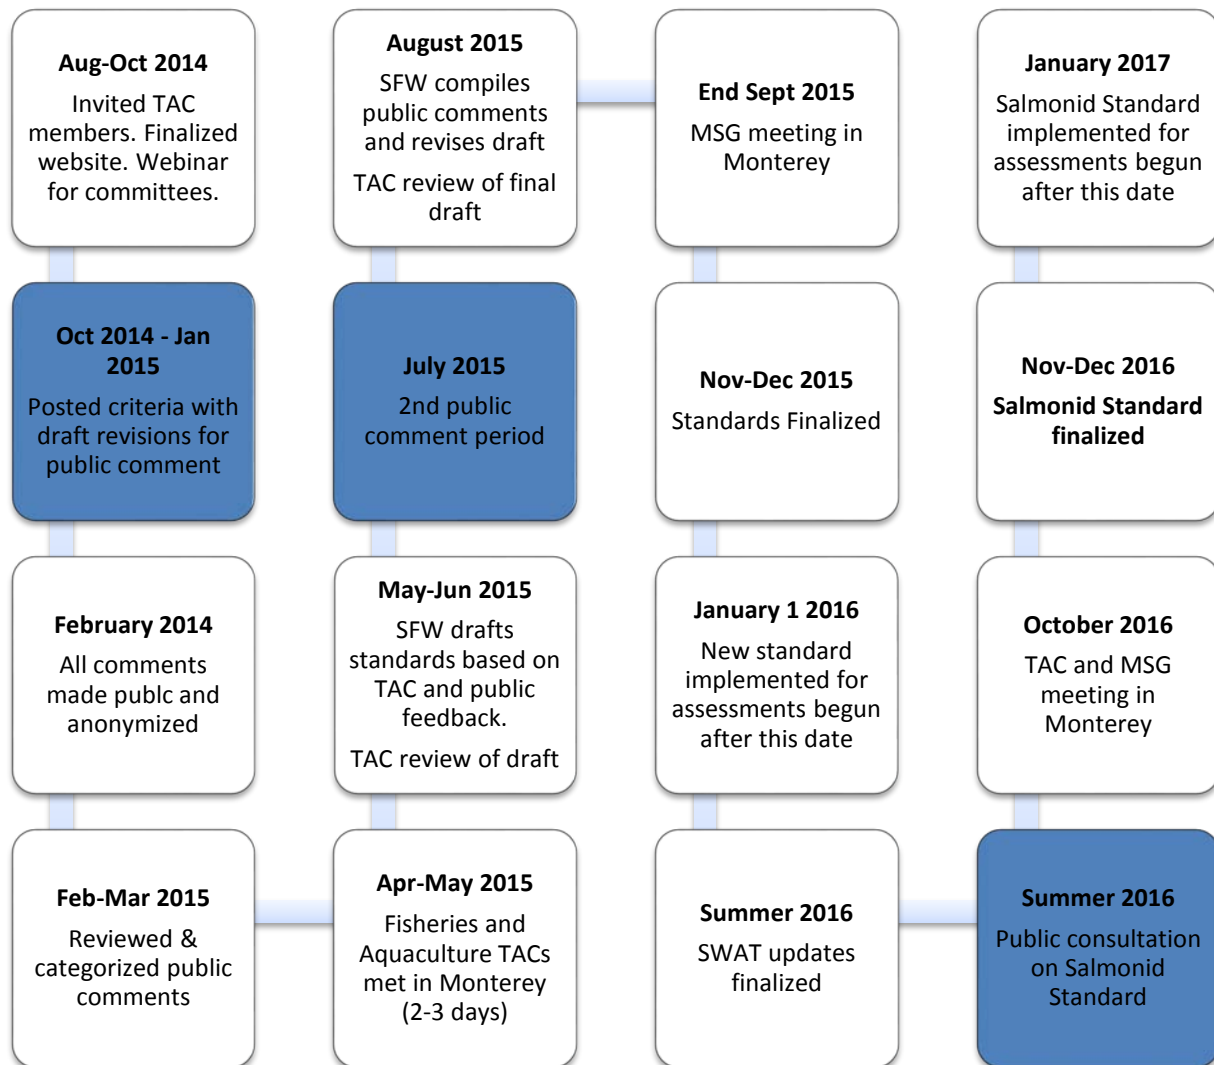 Aug-Oct 2014
Invited TAC
members. Finalized
website. Webinar
for committees.
Oct 2014 - Jan
2015
Posted criteria with
draft revisions for
public comment
February 2014
All comments
made publc and
anonymized
Feb-Mar 2015
Reviewed &
categorized public
comments
Apr-May 2015
Fisheries and
Aquaculture TACs
met in Monterey
(2-3 days)
May-Jun 2015
SFW drafts
standards based on
TAC and public
feedback.
TAC review of draft
July 2015
2nd public
comment period
August 2015
SFW compiles
public comments
and revises draft
TAC review of final
draft
End Sept 2015
MSG meeting in
Monterey
Nov-Dec 2015
Standards Finalized
January 1 2016
New standard
implemented for
assessments begun
after this date
Summer 2016
SWAT updates
finalized
Summer 2016
Public consultation
on Salmonid
Standard
October 2016
TAC and MSG
meeting in
Monterey
Nov-Dec 2016
Salmonid Standard
finalized
January 2017
Salmonid Standard
implemented for
assessments begun
after this date